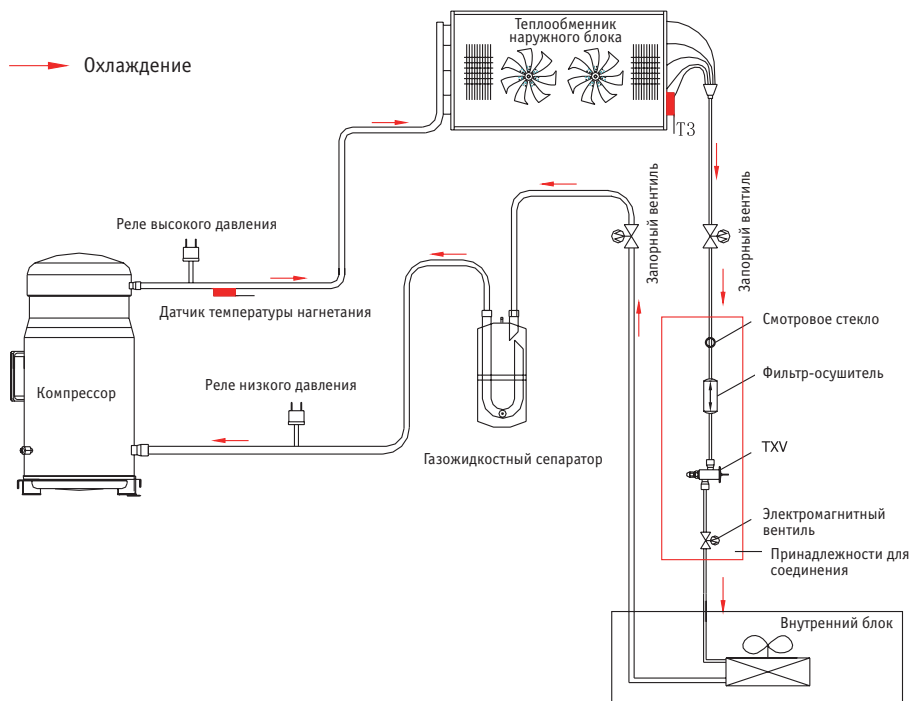 Теплообменник
наружного блока
Охлаждение
T3
Запорный вентиль
Запорный вентиль
Реле высокого давления
Датчик температуры нагнетания
Смотровое стекло
Фильтр-осушитель
Компрессор
Реле низкого давления
TXV
Газожидкостный сепаратор
Электромагнитный
вентиль
Принадлежности для
соединения
Внутренний блок